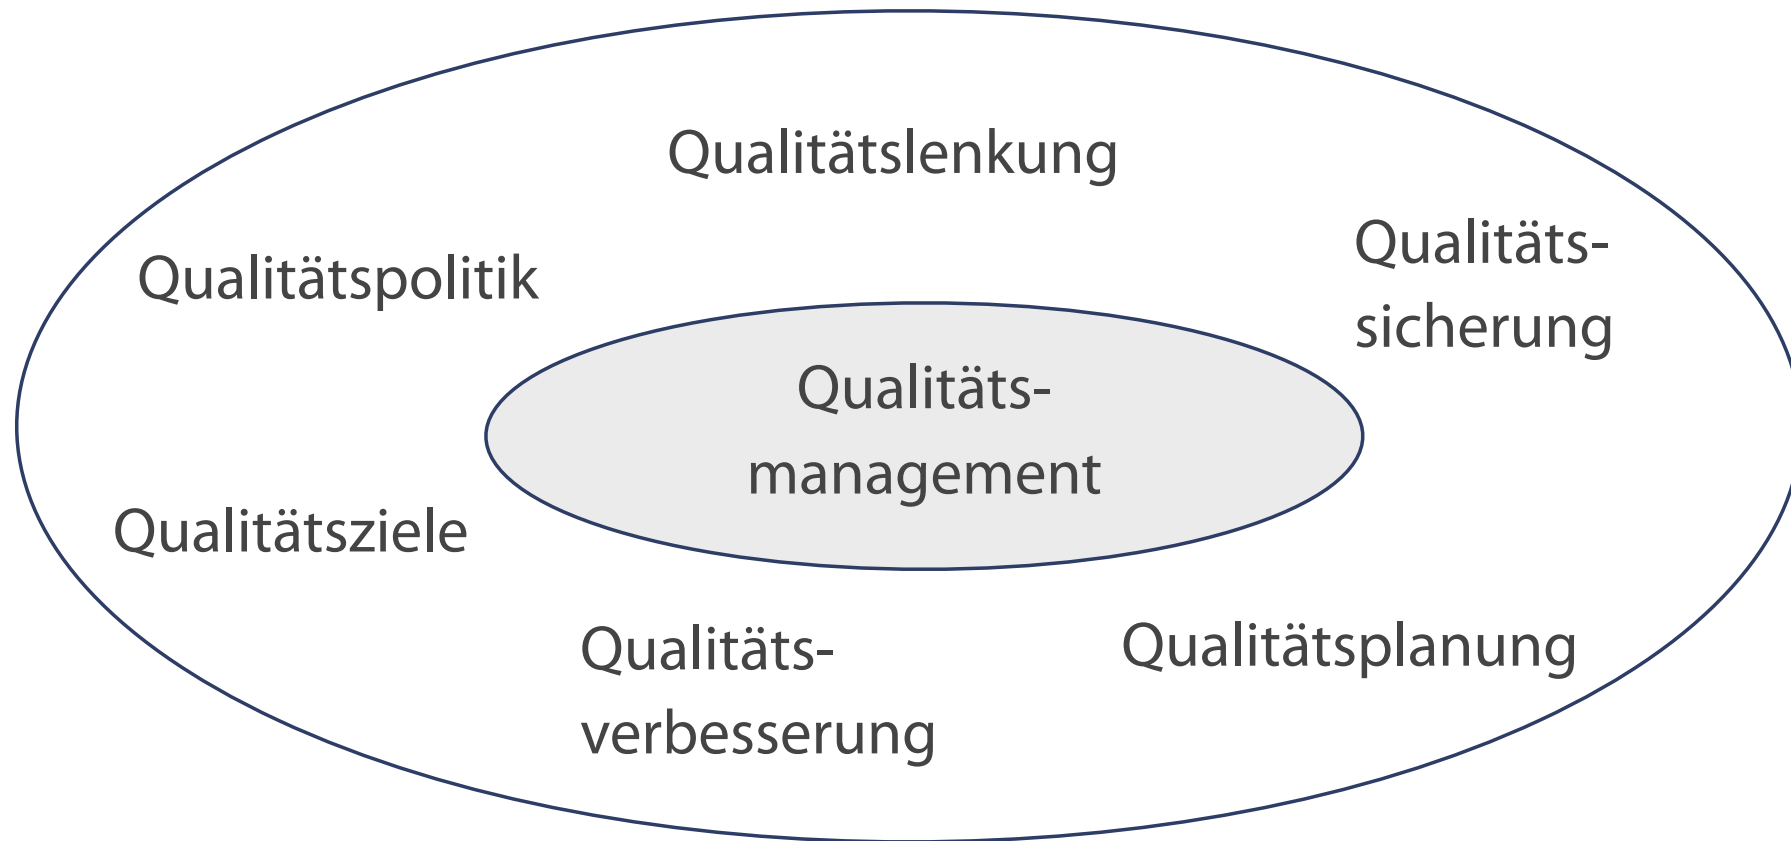 Qualitätslenkung
Qualitäts-
sicherung
Qualitätspolitik
Qualitäts-
management
Qualitätsziele
Qualitäts-
verbesserung
Qualitätsplanung